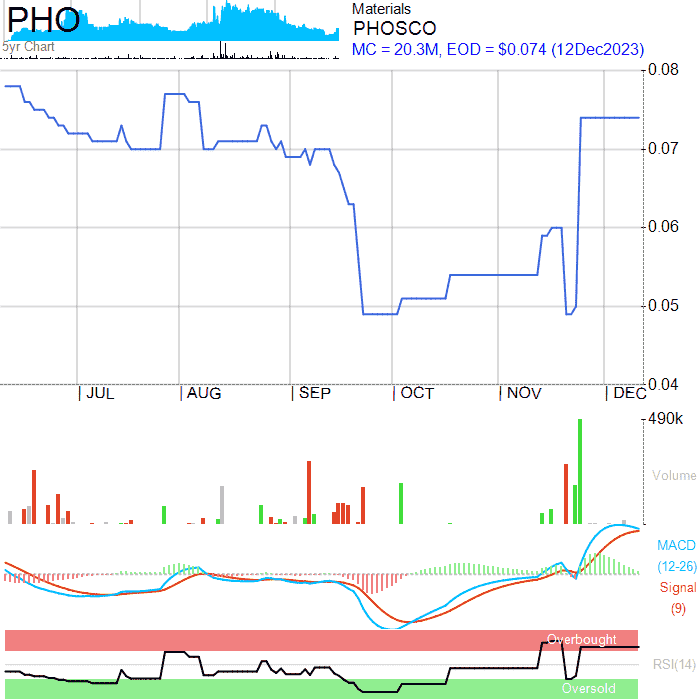 PHO
5yr Chart
Materials
PHOSCO
MC = 20.3M, EOD = $0.074 (12Dec2023)
0.08
0.07
0.06
0.05
0.04
| JUL | AUG | SEP | OCT | NOV | DEC
490k
Volume
MACD
(12-26)
Signal
(9)
Overbought
RSI(14)
Oversold